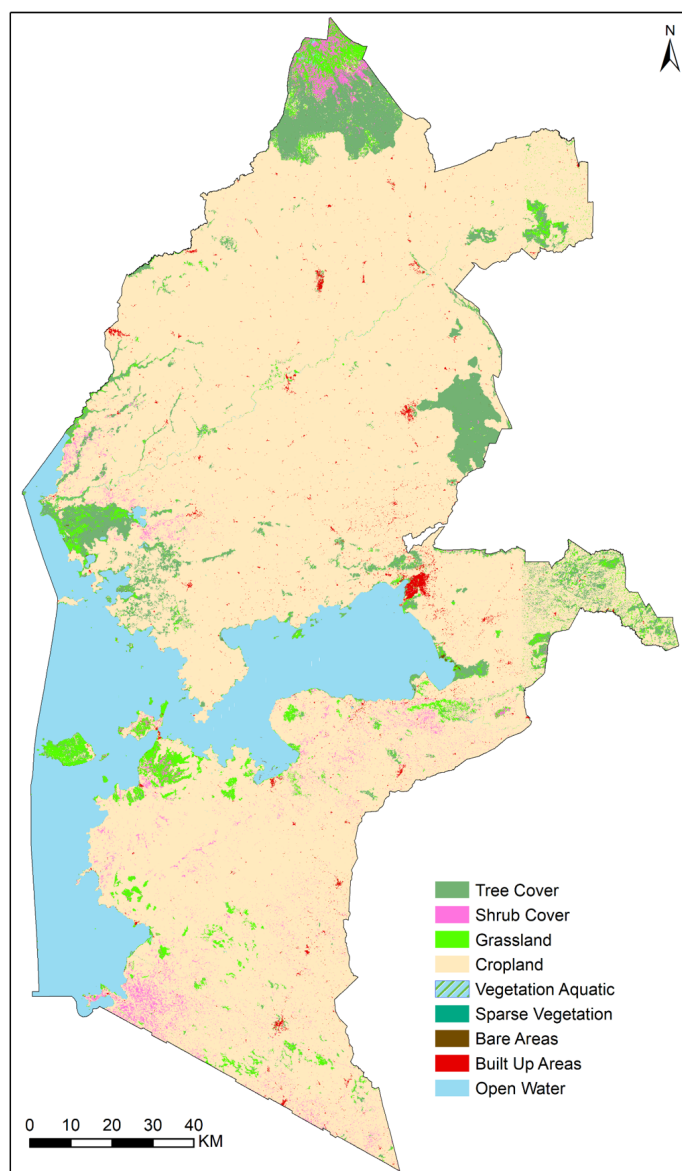 N
Tree Cover
Shrub Cover
Grassland
Cropland
Vegetation Aquatic
Sparse Vegetation
Bare Areas
Built Up Areas
Open Water
0 10 20 30 40
KM